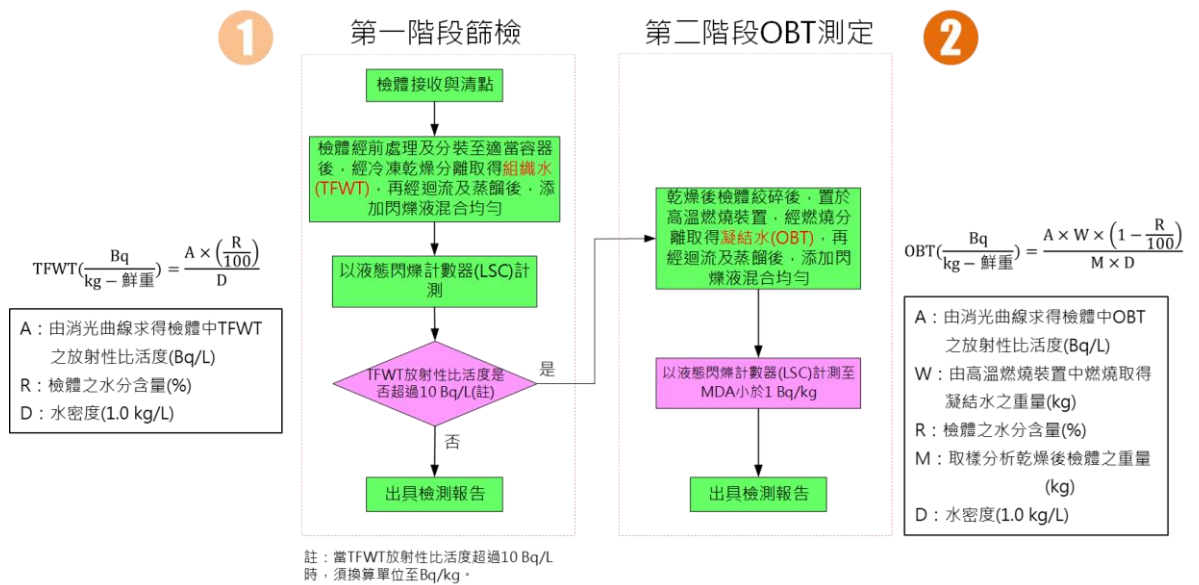 1
第一階段篩檢
第二階段OBT測定
2
檢體接收與清點
檢體經前處理及分裝至適當容器
後，經冷凍乾燥分離取得組織水
(TFWT)，再經迴流及蒸餾後，添
加閃爍液混合均勻
以液態閃爍計數器(LSC)計
測
TFWT放射性比活度是
否超過10 Bq/L(註)
是
否
出具檢測報告
註：當TFWT放射性比活度超過10 Bq/L
時，須換算單位至Bq/kg。
TFWT(Bq/kg－鮮重) = A × (R/100) / D
A：由消光曲線求得檢體中TFWT
之放射性比活度(Bq/L)
R：檢體之水分含量(%)
D：水密度(1.0 kg/L)
乾燥後檢體絞碎後，置於
高溫燃燒裝置，經燃燒分
離取得凝結水(OBT)，再
經迴流及蒸餾後，添加閃
爍液混合均勻
以液態閃爍計數器(LSC)計測至
MDA小於1 Bq/kg
出具檢測報告
OBT(Bq/kg－鮮重) = A × W × (1 − R/100) / M × D
A：由消光曲線求得檢體中OBT
之放射性比活度(Bq/L)
W：由高溫燃燒裝置中燃燒取得
凝結水之重量(kg)
R：檢體之水分含量(%)
M：取樣分析乾燥後檢體之重量
(kg)
D：水密度(1.0 kg/L)